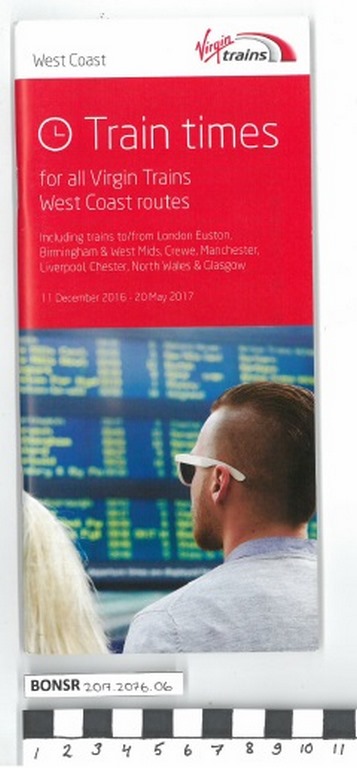 West Coast
Virgin trains
Train times
for all Virgin Trains
West Coast routes
Including trains to/from London Euston,
Birmingham & West Mids, Crewe, Manchester,
Liverpool, Chester, North Wales & Glasgow
11 December 2016 - 20 May 2017
BONSR 2017.2076.06
1 2 3 4 5 6 7 8 9 10 11